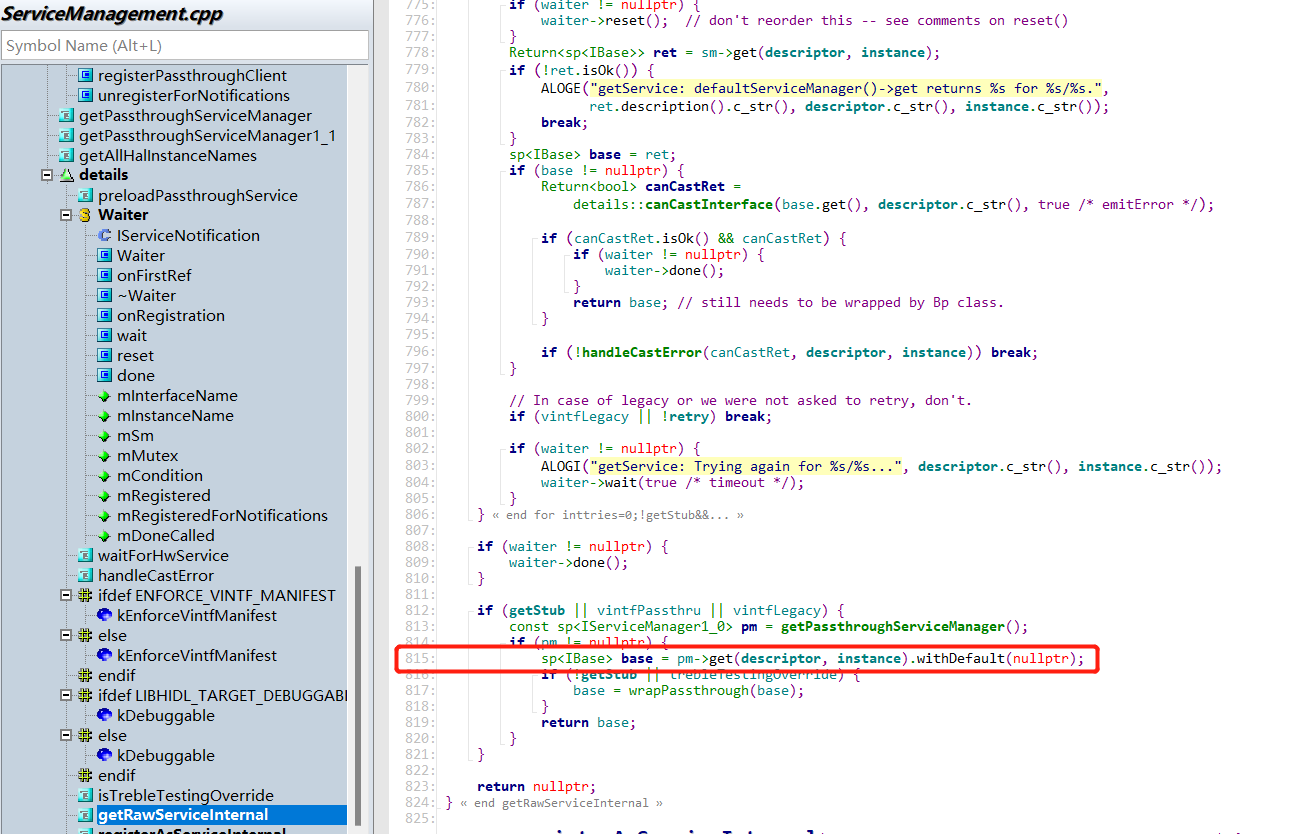 ServiceManagement.cpp
Symbol Name (Alt+L)
registerPassthroughClient
unregisterForNotifications
getPassthroughServiceManager
getPassthroughServiceManager1_1
getAllHalInstanceNames
details
preloadPassthroughService
Waiter
IServiceNotification
Waiter
onFirstRef
~Waiter
onRegistration
wait
reset
done
mInterfaceName
mInstanceName
mSm
mMutex
mCondition
mRegistered
mRegisteredForNotifications
mDoneCalled
waitForHwService
handleCastError
ifdef ENFORCE_VINTF_MANIFEST
kEnforceVintfManifest
else
kEnforceVintfManifest
endif
ifdef LIBHIDL_TARGET_DEBUGGABL
kDebuggable
else
kDebuggable
endif
isTrebleTestingOverride
getRawServiceInternal
registerAsServiceInternal
775: if (waiter != nullptr) {
776: waiter->reset(); // don't reorder this -- see comments on reset()
777: }
778: Return<sp<IBase>> ret = sm->get(descriptor, instance);
779: if (!ret.isOk()) {
780: ALOGE("getService: defaultServiceManager()->get returns %s for %s/%s.",
781: ret.description().c_str(), descriptor.c_str(), instance.c_str());
782: break;
783: }
784: sp<IBase> base = ret;
785: if (base != nullptr) {
786: Return<bool> canCastRet =
787: details::canCastInterface(base.get(), descriptor.c_str(), true /* emitError */);
788:
789: if (canCastRet.isOk() && canCastRet) {
790: if (waiter != nullptr) {
791: waiter->done();
792: }
793: return base; // still needs to be wrapped by Bp class.
794: }
795:
796: if (!handleCastError(canCastRet, descriptor, instance)) break;
797: }
798:
799: // In case of legacy or we were not asked to retry, don't.
800: if (vintfLegacy || !retry) break;
801:
802: if (waiter != nullptr) {
803: ALOGI("getService: Trying again for %s/%s...", descriptor.c_str(), instance.c_str());
804: waiter->wait(true /* timeout */);
805: }
806: } « end for inttries=0;!getStub&&... »
807:
808: if (waiter != nullptr) {
809: waiter->done();
810: }
811:
812: if (getStub || vintfPassthru || vintfLegacy) {
813: const sp<IServiceManager1_0> pm = getPassthroughServiceManager();
814: if (pm != nullptr) {
815: sp<IBase> base = pm->get(descriptor, instance).withDefault(nullptr);
816: if (!getStub || trebleTestingOverride) {
817: base = wrapPassthrough(base);
818: }
819: return base;
820: }
821: }
822:
823: return nullptr;
824: } « end getRawServiceInternal »
825: